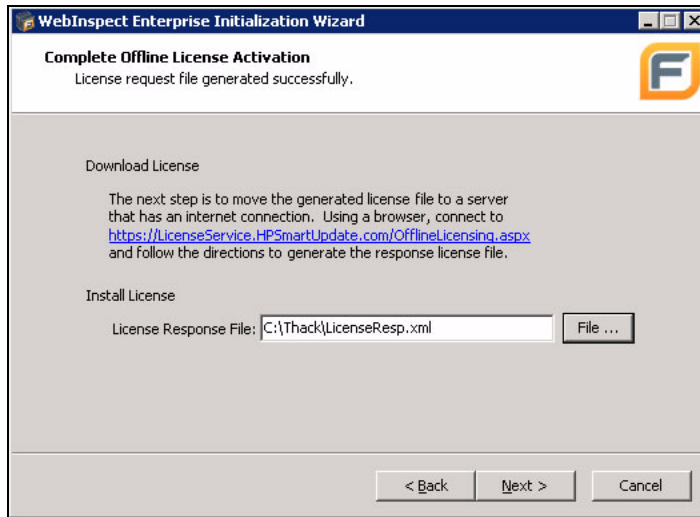 WebInspect Enterprise Initialization Wizard
Complete Offline License Activation
License request file generated successfully.
F
Download License
The next step is to move the generated license file to a server
that has an internet connection. Using a browser, connect to
https://LicenseService.HPSmartUpdate.com/OfflineLicensing.aspx
and follow the directions to generate the response license file.
Install License
License Response File: C:\Thack\LicenseResp.xml File ...
< Back Next > Cancel